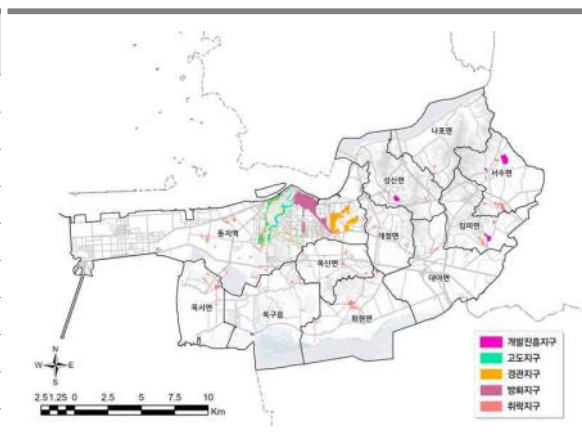 나포면
성산면
서수면
임피면
동지역
개정면
옥산면
대야면
옥서면
옥구읍
회현면
N
W E
S
2.5 1.25 0 2.5 5 7.5 10
Km
개발진흥지구
고도지구
경관지구
방화지구
취락지구